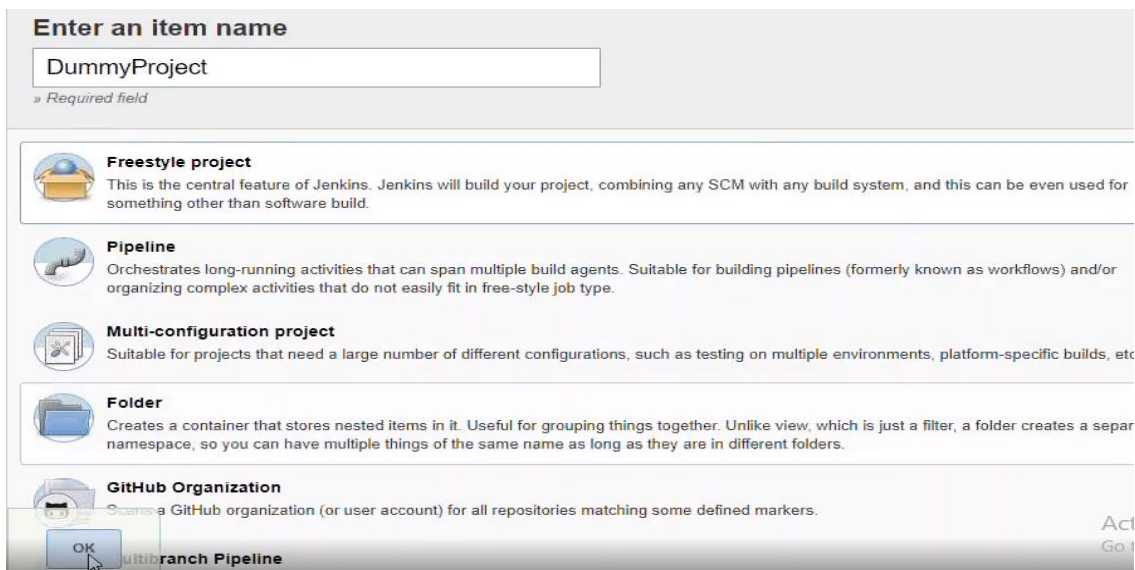 Enter an item name
DummyProject
» Required field
Freestyle project
This is the central feature of Jenkins. Jenkins will build your project, combining any SCM with any build system, and this can be even used for
something other than software build.
Pipeline
Orchestrates long-running activities that can span multiple build agents. Suitable for building pipelines (formerly known as workflows) and/or
organizing complex activities that do not easily fit in free-style job type.
Multi-configuration project
Suitable for projects that need a large number of different configurations, such as testing on multiple environments, platform-specific builds, etc
Folder
Creates a container that stores nested items in it. Useful for grouping things together. Unlike view, which is just a filter, a folder creates a separ
namespace, so you can have multiple things of the same name as long as they are in different folders.
GitHub Organization
Scans a GitHub organization (or user account) for all repositories matching some defined markers.
Act
Go t
OK
ultibranch Pipeline